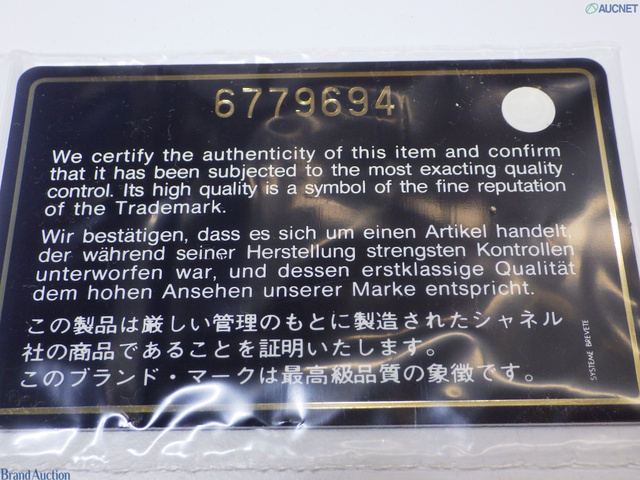 AUCNET
6779694
We certify the authenticity of this item and confirm
that it has been subjected to the most exacting quality
control. Its high quality is a symbol of the fine reputation
of the Trademark.
Wir bestätigen, dass es sich um einen Artikel handelt,
der während seiner Herstellung strengsten Kontrollen
unterworfen war, und dessen erstklassige Qualität
dem hohen Ansehen unserer Marke entspricht.
この製品は厳しい管理のもとに製造されたシャネル
社の商品であることを証明いたします。
このブランド・マークは最高級品質の象徴です。
SYSTEME BREVETE
Brand Auction